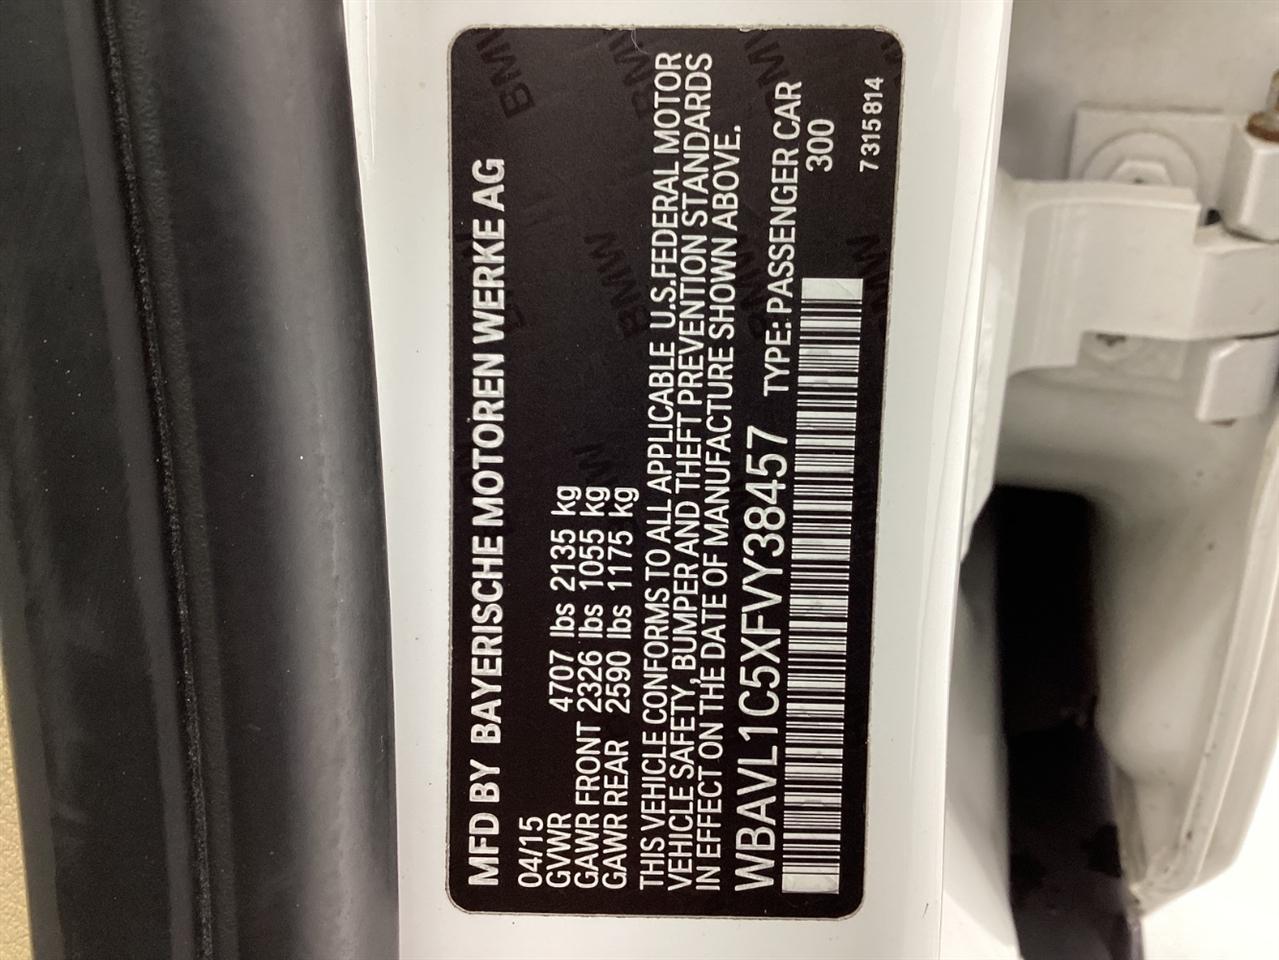 MFD BY BAYERISCHE MOTOREN WERKE AG
04/15
GVWR 4707 lbs 2135 kg
GAWR FRONT 2326 lbs 1055 kg
GAWR REAR 2590 lbs 1175 kg
THIS VEHICLE CONFORMS TO ALL APPLICABLE U.S.FEDERAL MOTOR
VEHICLE SAFETY, BUMPER AND THEFT PREVENTION STANDARDS
IN EFFECT ON THE DATE OF MANUFACTURE SHOWN ABOVE.
WBAVL1C5XFVY38457 TYPE: PASSENGER CAR
300
7315814